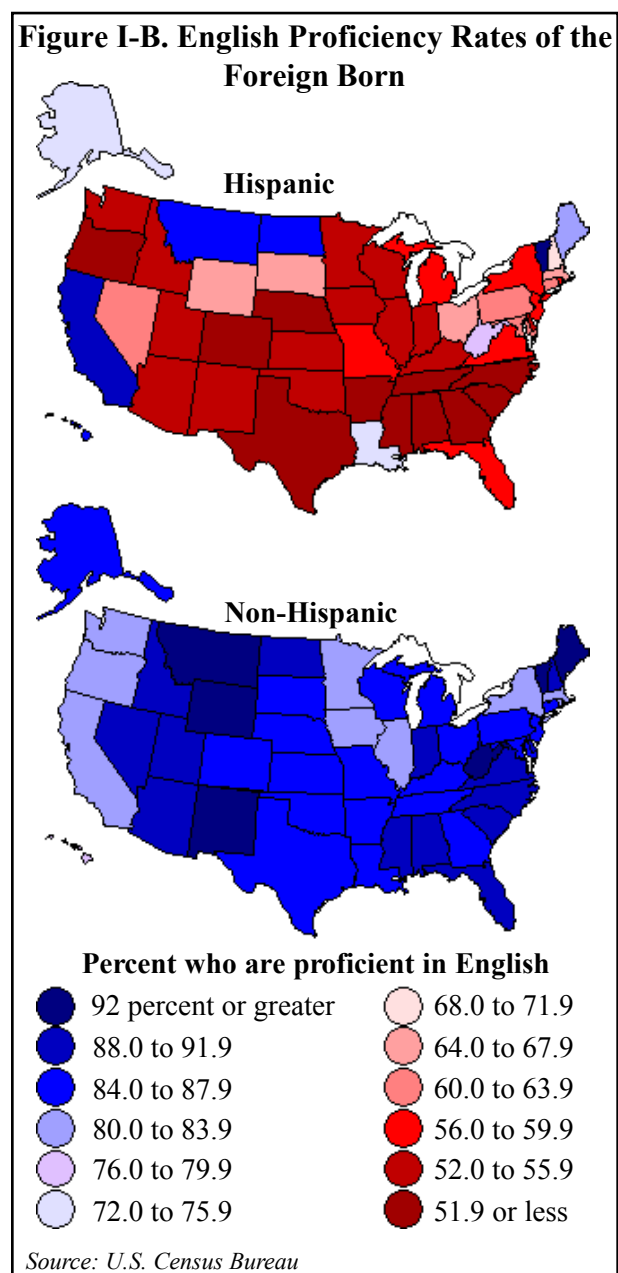 Figure I-B. English Proficiency Rates of the
Foreign Born
Hispanic
Non-Hispanic
Percent who are proficient in English
92 percent or greater
88.0 to 91.9
84.0 to 87.9
80.0 to 83.9
76.0 to 79.9
72.0 to 75.9
68.0 to 71.9
64.0 to 67.9
60.0 to 63.9
56.0 to 59.9
52.0 to 55.9
51.9 or less
Source: U.S. Census Bureau